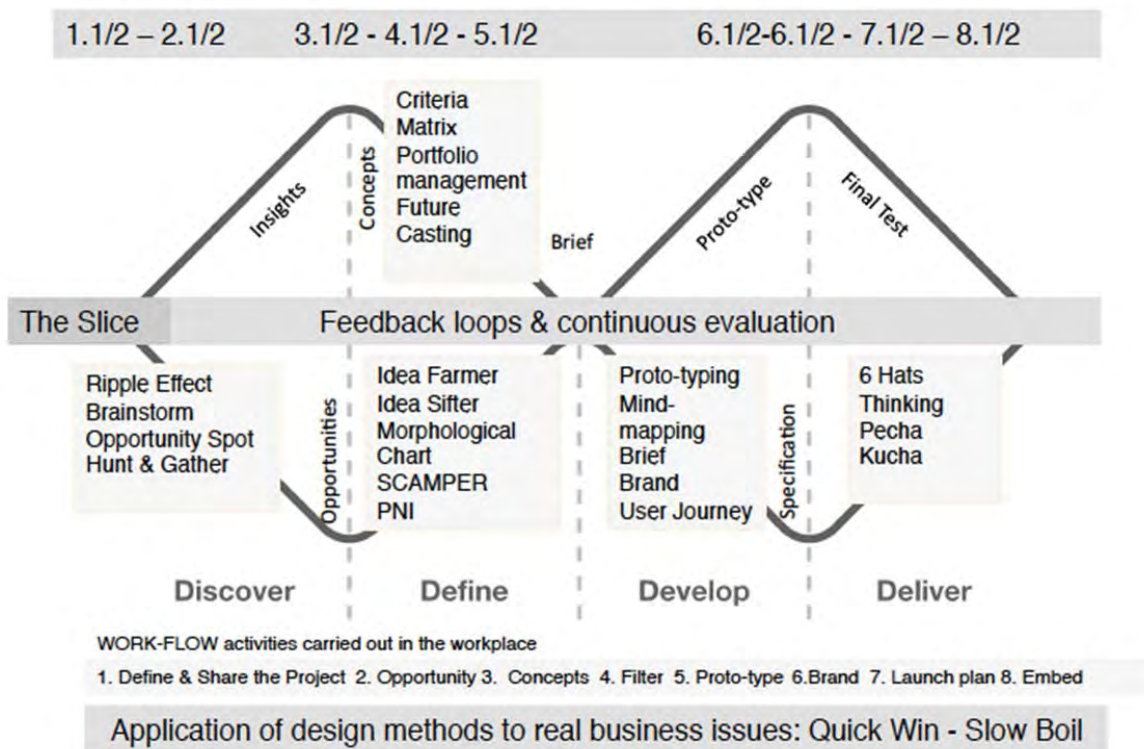 1.1/2 – 2.1/2
3.1/2 - 4.1/2 - 5.1/2
6.1/2-6.1/2 - 7.1/2 – 8.1/2
Insights
Concepts
Criteria
Matrix
Portfolio
management
Future
Casting
Brief
Proto-type
Final Test
The Slice
Feedback loops & continuous evaluation
Ripple Effect
Brainstorm
Opportunity Spot
Hunt & Gather
Opportunities
Idea Farmer
Idea Sifter
Morphological
Chart
SCAMPER
PNI
Proto-typing
Mind-
mapping
Brief
Brand
User Journey
Specification
6 Hats
Thinking
Pecha
Kucha
Discover
Define
Develop
Deliver
WORK-FLOW activities carried out in the workplace
1. Define & Share the Project 2. Opportunity 3. Concepts 4. Filter 5. Proto-type 6.Brand 7. Launch plan 8. Embed
Application of design methods to real business issues: Quick Win - Slow Boil